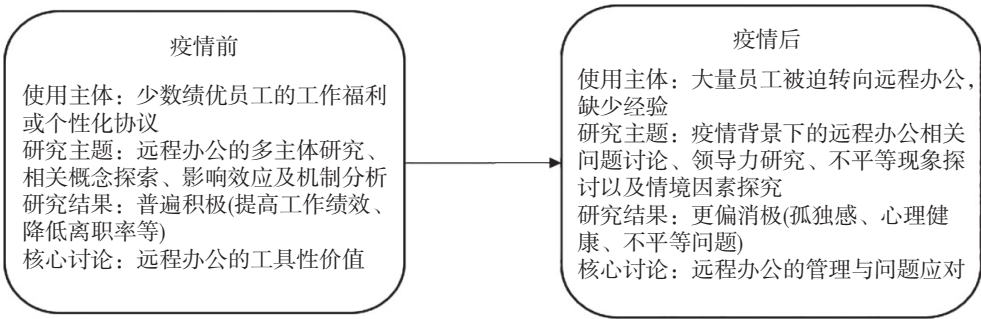 疫情前
使用主体：少数绩优员工的工作福利
或个性化协议
研究主题：远程办公的多主体研究、
相关概念探索、影响效应及机制分析
研究结果：普遍积极(提高工作绩效、
降低离职率等)
核心讨论：远程办公的工具性价值
疫情后
使用主体：大量员工被迫转向远程办公，
缺少经验
研究主题：疫情背景下的远程办公相关
问题讨论、领导力研究、不平等现象探
讨以及情境因素探究
研究结果：更偏消极(孤独感、心理健
康、不平等问题)
核心讨论：远程办公的管理与问题应对